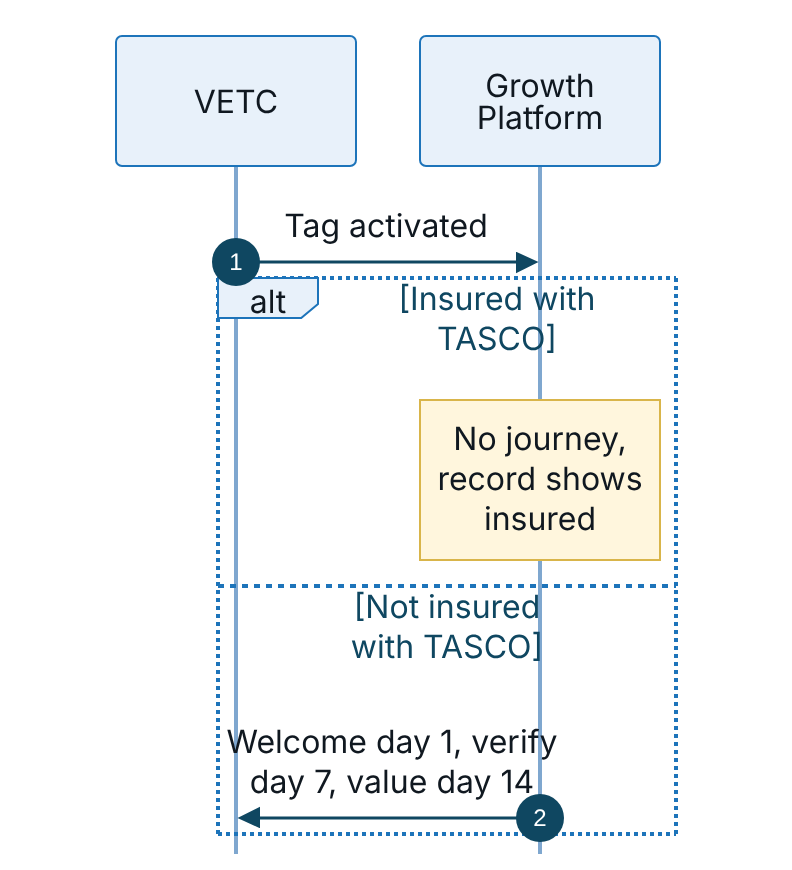 VETC
Growth
Platform
Tag activated
1
alt
[Insured with
TASCO]
No journey,
record shows
insured
[Not insured
with TASCO]
Welcome day 1, verify
day 7, value day 14
2